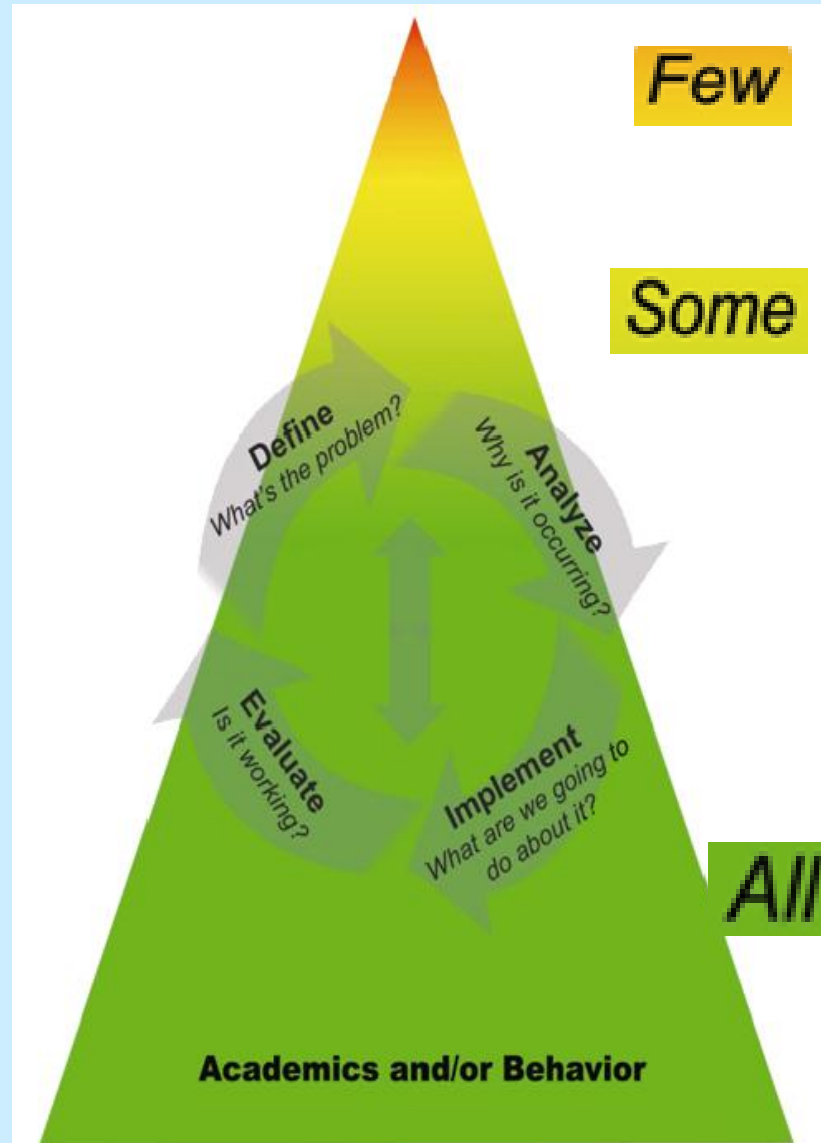 Few
Some
Define
What's the problem?
Analyze
Why is it occurring?
Implement
What are we going to
do about it?
Evaluate
Is it working?
All
Academics and/or Behavior